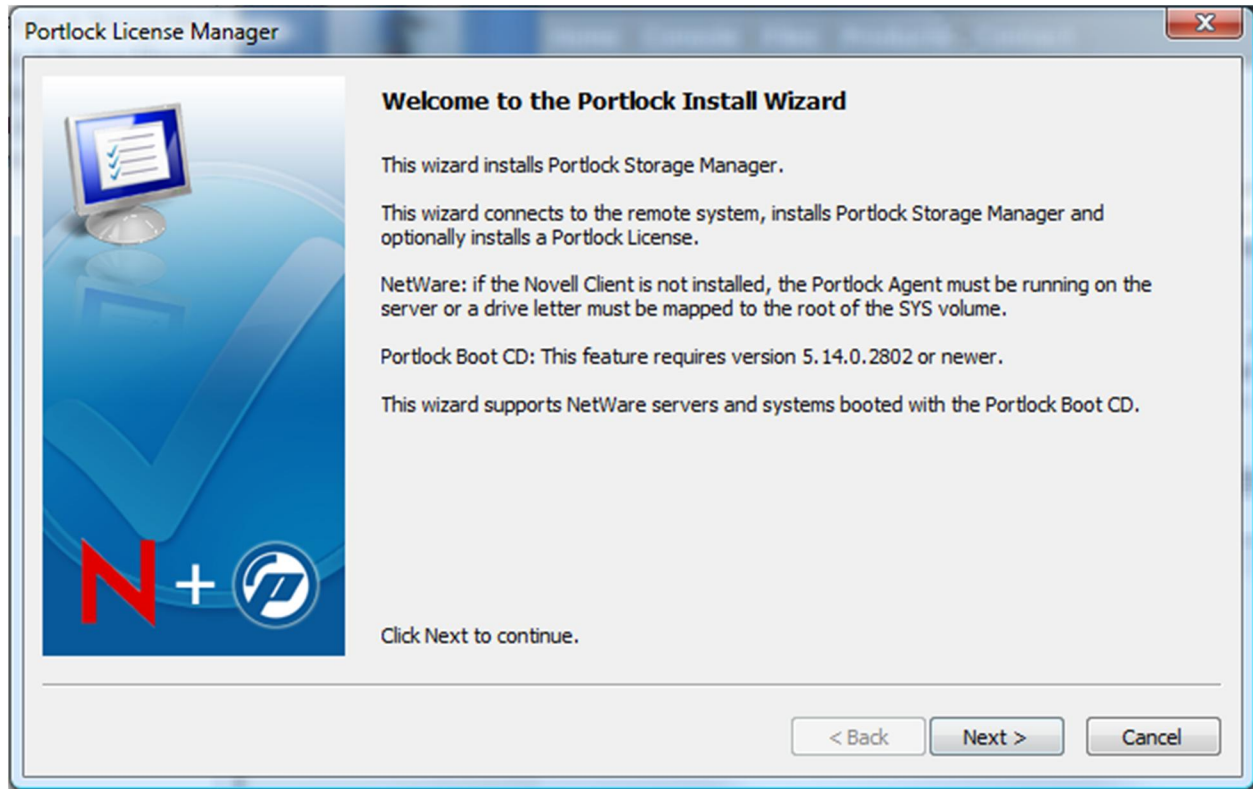 Portlock License Manager
Welcome to the Portlock Install Wizard
This wizard installs Portlock Storage Manager.
This wizard connects to the remote system, installs Portlock Storage Manager and
optionally installs a Portlock License.
NetWare: if the Novell Client is not installed, the Portlock Agent must be running on the
server or a drive letter must be mapped to the root of the SYS volume.
Portlock Boot CD: This feature requires version 5.14.0.2802 or newer.
This wizard supports NetWare servers and systems booted with the Portlock Boot CD.
N +
Click Next to continue.
< Back Next > Cancel